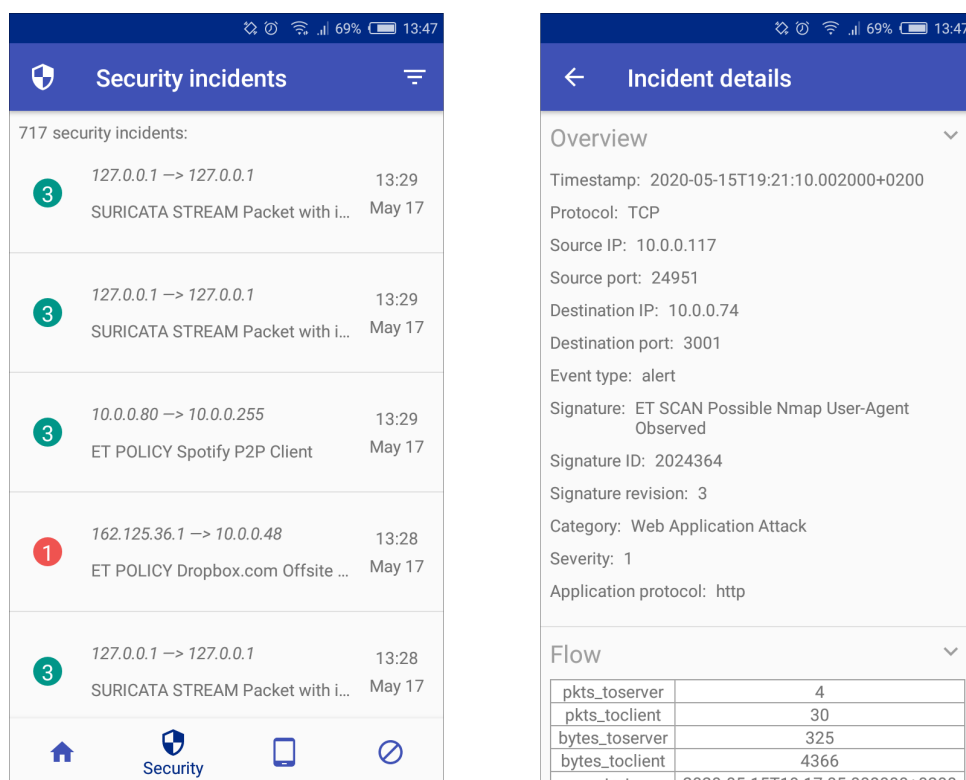 69% 13:47
Security incidents
717 security incidents:
3
127.0.0.1 —> 127.0.0.1
13:29
SURICATA STREAM Packet with i...
May 17
3
127.0.0.1 —> 127.0.0.1
13:29
SURICATA STREAM Packet with i...
May 17
3
10.0.0.80 —> 10.0.0.255
13:29
ET POLICY Spotify P2P Client
May 17
1
162.125.36.1 —> 10.0.0.48
13:28
ET POLICY Dropbox.com Offsite ...
May 17
3
127.0.0.1 —> 127.0.0.1
13:28
SURICATA STREAM Packet with i...
May 17
Security
69% 13:47
Incident details
Overview
Timestamp: 2020-05-15T19:21:10.002000+0200
Protocol: TCP
Source IP: 10.0.0.117
Source port: 24951
Destination IP: 10.0.0.74
Destination port: 3001
Event type: alert
Signature: ET SCAN Possible Nmap User-Agent
Observed
Signature ID: 2024364
Signature revision: 3
Category: Web Application Attack
Severity: 1
Application protocol: http
Flow
pkts_toserver 4
pkts_toclient 30
bytes_toserver 325
bytes_toclient 4366